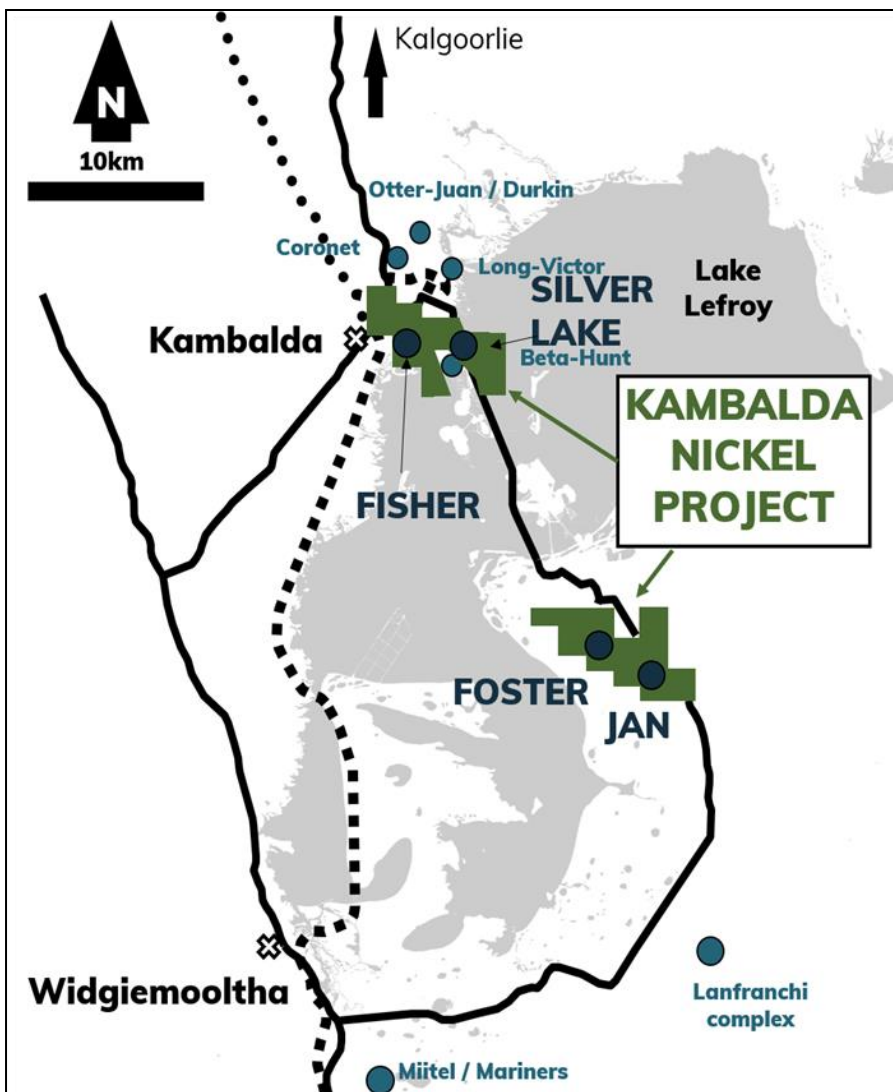 Kalgoorlie
N
10km
Otter-Juan / Durkin
Coronet
Long-Victor
SILVER
LAKE
Lake
Lefroy
Kambalda
Beta-Hunt
KAMBALDA
NICKEL
PROJECT
FISHER
FOSTER
JAN
Widgiemooltha
Lanfranchi
complex
Miitel / Mariners